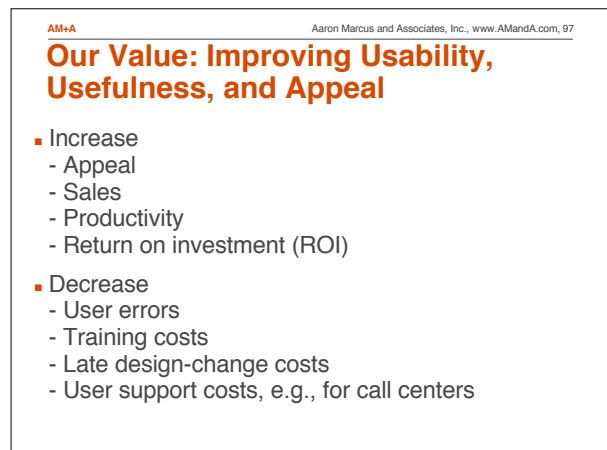 AM+A Aaron Marcus and Associates, Inc., www.AMandA.com, 97
Our Value: Improving Usability,
Usefulness, and Appeal
▪ Increase
- Appeal
- Sales
- Productivity
- Return on investment (ROI)
▪ Decrease
- User errors
- Training costs
- Late design-change costs
- User support costs, e.g., for call centers